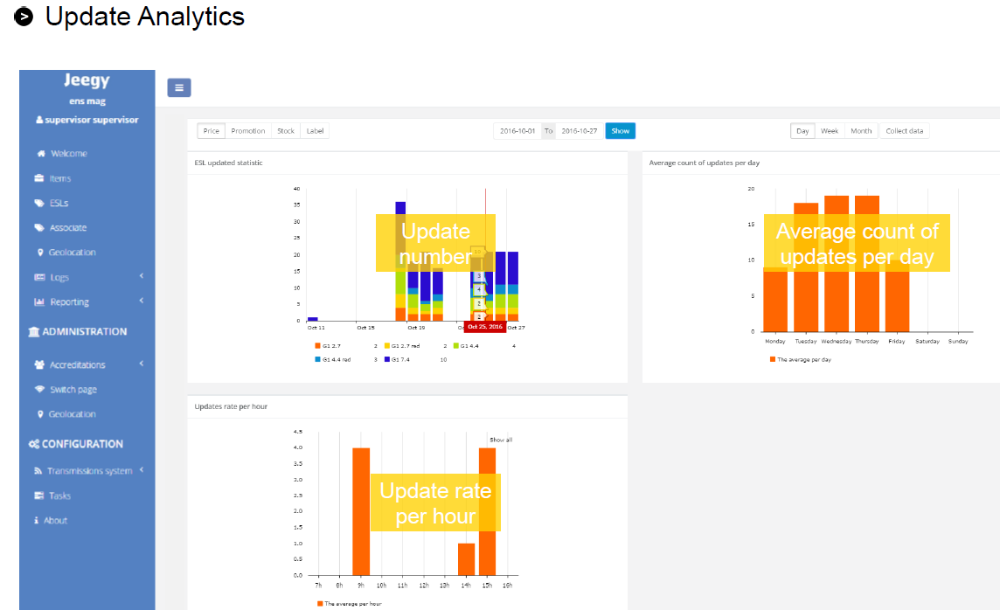 Update Analytics
Jeegy
ens mag
supervisor supervisor
Welcome
Items
ESLs
Associate
Geolocation
Logs
Reporting
ADMINISTRATION
Accreditations
Switch page
Geolocation
CONFIGURATION
Transmissions system
Tasks
About
Price Promotion Stock Label
2016-10-01 To 2016-10-27 Show
Day Week Month Collect data
ESL updated statistic
40
35
30
25
20
15
10
5
0
Update
number
3
4
2
2
Oct 11 Oct 15 Oct 19 Oct 25, 2016 Oct 27
G1 2.7 2 G1 2.7 red 2 G1 4.4 4
G1 4.4 red 3 G1 7.4 10
Average count of updates per day
20
15
10
5
0
Average count of
updates per day
Monday Tuesday Wednesday Thursday Friday Saturday Sunday
The average per day
Updates rate per hour
4.5
4.0
3.5
3.0
2.5
2.0
1.5
1.0
0.5
0.0
Show all
Update rate
per hour
7h 8h 9h 10h 11h 12h 13h 14h 15h 16h
The average per hour